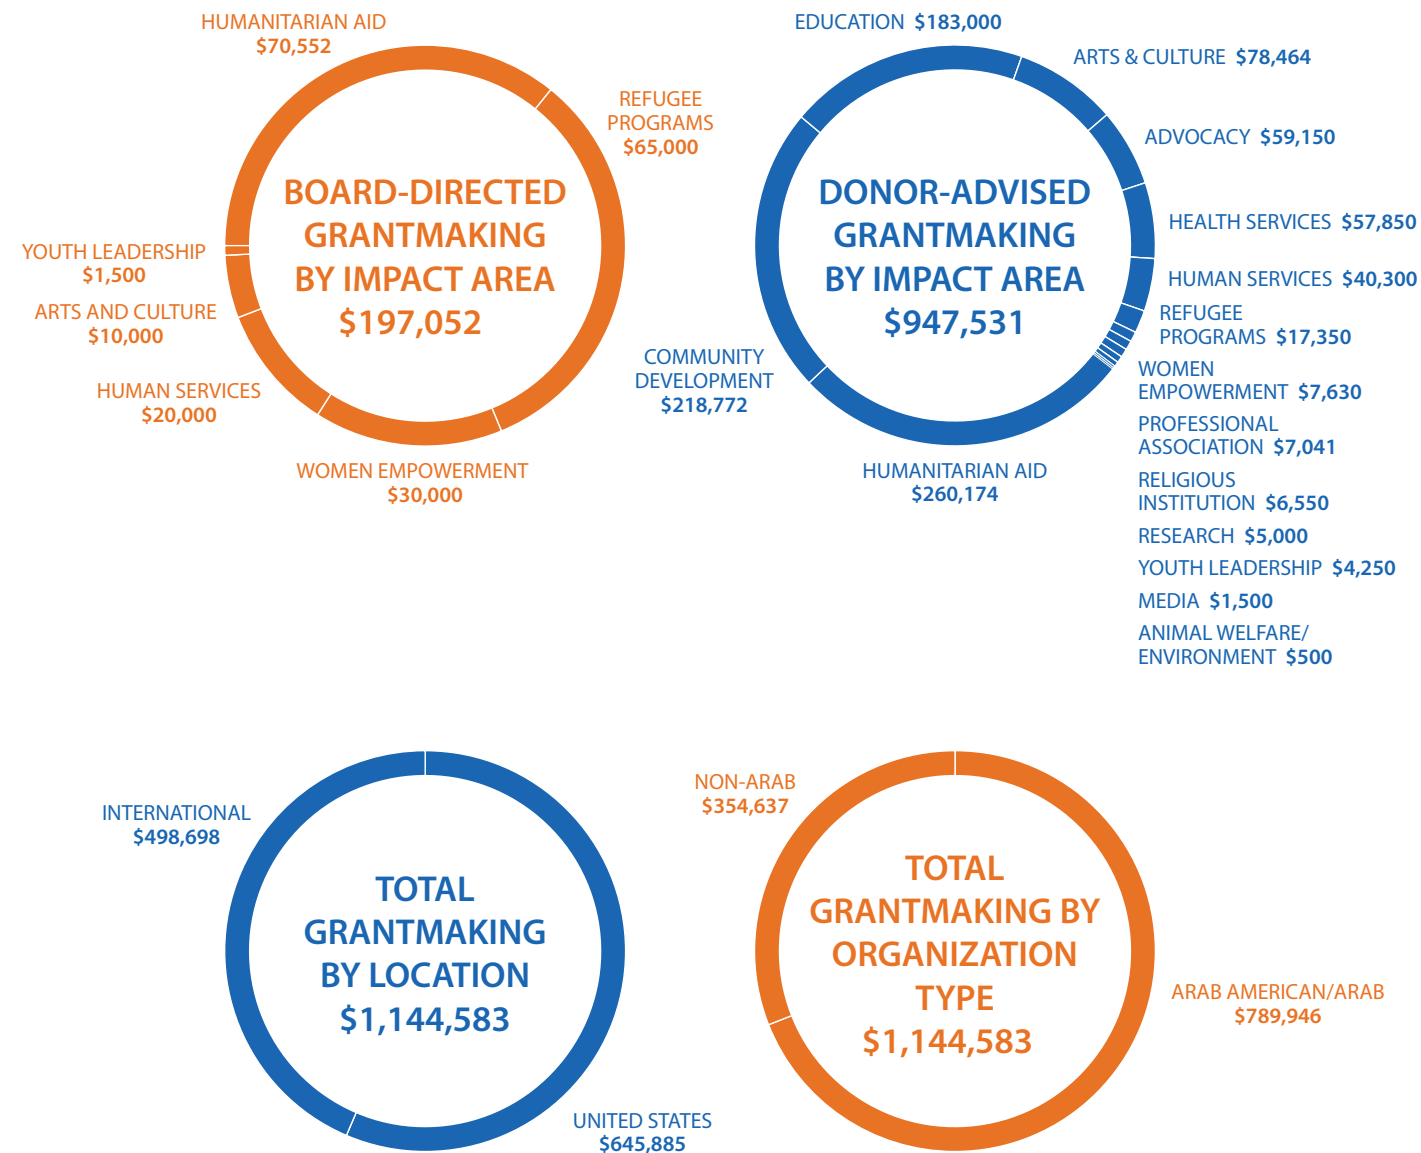 HUMANITARIAN AID
$70,552
REFUGEE
PROGRAMS
$65,000
BOARD-DIRECTED
GRANTMAKING
BY IMPACT AREA
$197,052
YOUTH LEADERSHIP
$1,500
ARTS AND CULTURE
$10,000
HUMAN SERVICES
$20,000
WOMEN EMPOWERMENT
$30,000
EDUCATION $183,000
ARTS & CULTURE $78,464
ADVOCACY $59,150
HEALTH SERVICES $57,850
HUMAN SERVICES $40,300
REFUGEE
PROGRAMS $17,350
WOMEN
EMPOWERMENT $7,630
PROFESSIONAL
ASSOCIATION $7,041
RELIGIOUS
INSTITUTION $6,550
RESEARCH $5,000
YOUTH LEADERSHIP $4,250
MEDIA $1,500
ANIMAL WELFARE/
ENVIRONMENT $500
DONOR-ADVISED
GRANTMAKING
BY IMPACT AREA
$947,531
COMMUNITY
DEVELOPMENT
$218,772
HUMANITARIAN AID
$260,174
INTERNATIONAL
$498,698
TOTAL
GRANTMAKING
BY LOCATION
$1,144,583
UNITED STATES
$645,885
NON-ARAB
$354,637
TOTAL
GRANTMAKING BY
ORGANIZATION
TYPE
$1,144,583
ARAB AMERICAN/ARAB
$789,946